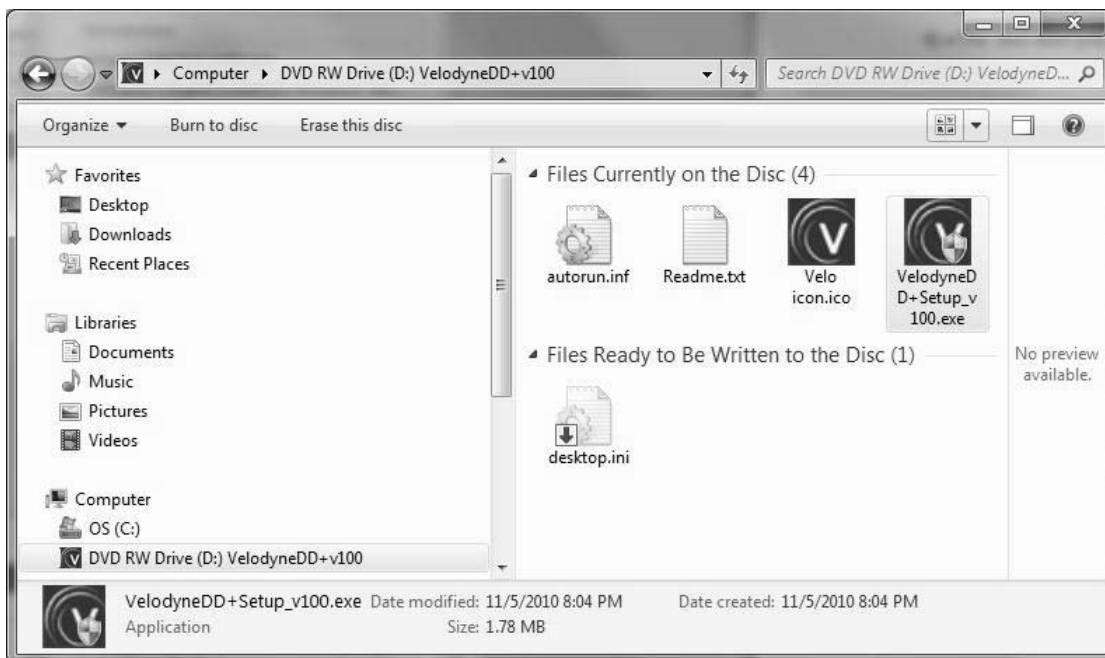 Computer ▸ DVD RW Drive (D:) VelodyneDD+v100
Search DVD RW Drive (D:) VelodyneD...
Organize Burn to disc Erase this disc
Favorites
Desktop
Downloads
Recent Places
Libraries
Documents
Music
Pictures
Videos
Computer
OS (C:)
DVD RW Drive (D:) VelodyneDD+v100
Files Currently on the Disc (4)
autorun.inf
Readme.txt
Velo
icon.ico
VelodyneD
D+Setup_v
100.exe
Files Ready to Be Written to the Disc (1)
desktop.ini
No preview
available.
VelodyneDD+Setup_v100.exe Date modified: 11/5/2010 8:04 PM Date created: 11/5/2010 8:04 PM
Application Size: 1.78 MB